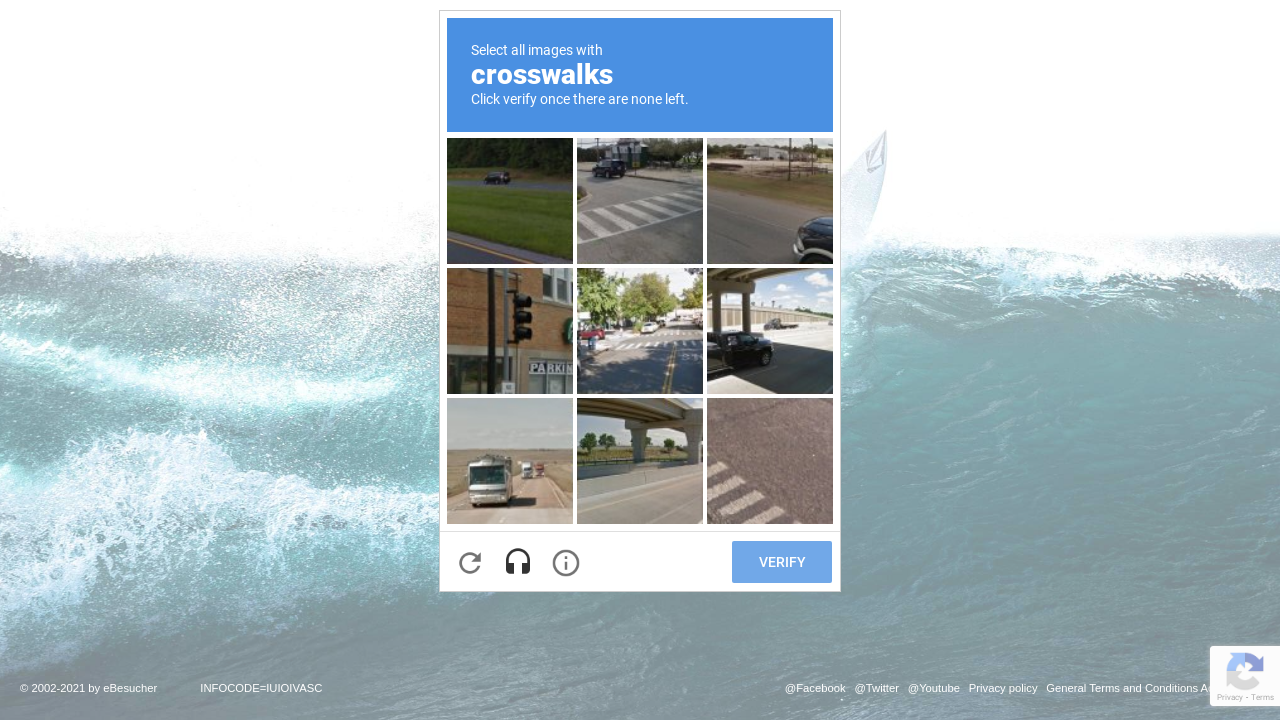 Select all images with
crosswalks
Click verify once there are none left.
PARKIN
VERIFY
© 2002-2021 by eBesucher INFOCODE=IUIOIVASC @Facebook @Twitter @Youtube Privacy policy General Terms and Conditions
Privacy - Terms